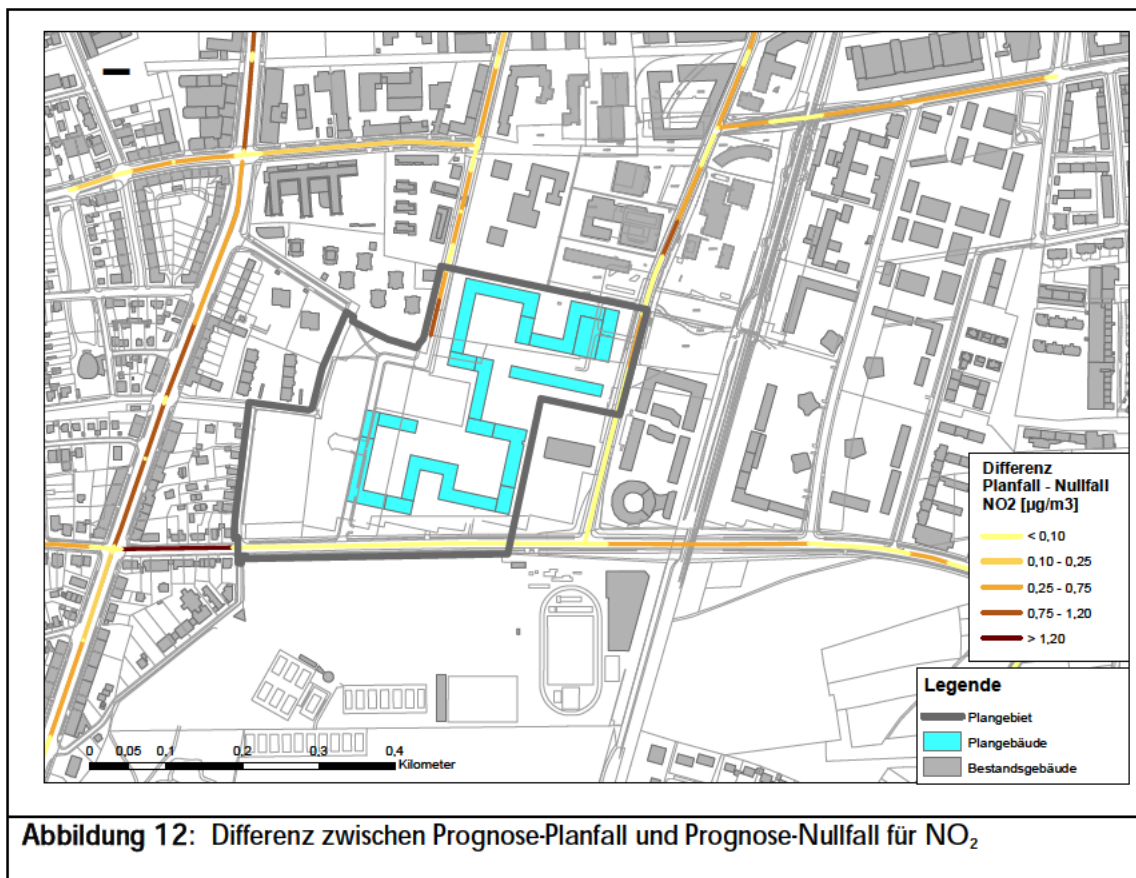 Differenz
Planfall - Nullfall
NO2 [µg/m3]
< 0,10
0,10 - 0,25
0,25 - 0,75
0,75 - 1,20
> 1,20
Legende
Plangebiet
Plangebäude
Bestandsgebäude
0 0,05 0,1 0,2 0,3 0,4
Kilometer
Abbildung 12: Differenz zwischen Prognose-Planfall und Prognose-Nullfall für NO₂